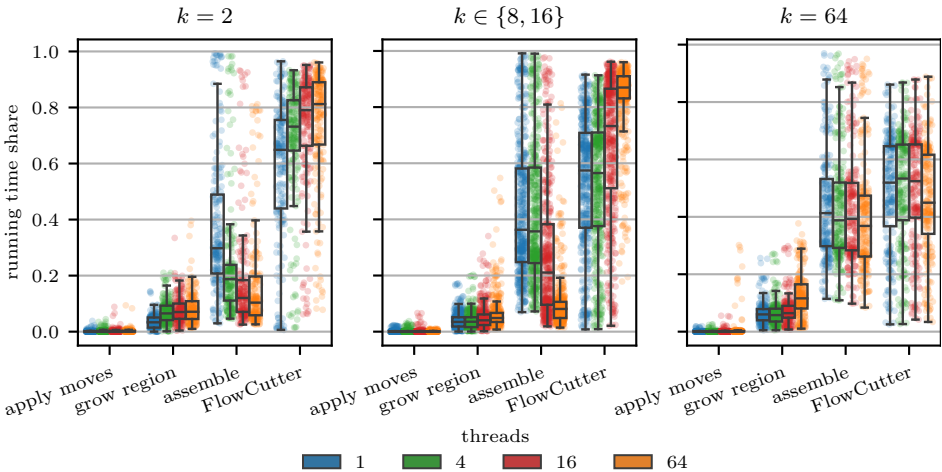 k = 2
k ∈ {8, 16}
k = 64
running time share
1.0
0.8
0.6
0.4
0.2
0.0
apply moves
grow region
assemble
FlowCutter
apply moves
grow region
assemble
FlowCutter
apply moves
grow region
assemble
FlowCutter
threads
1 4 16 64